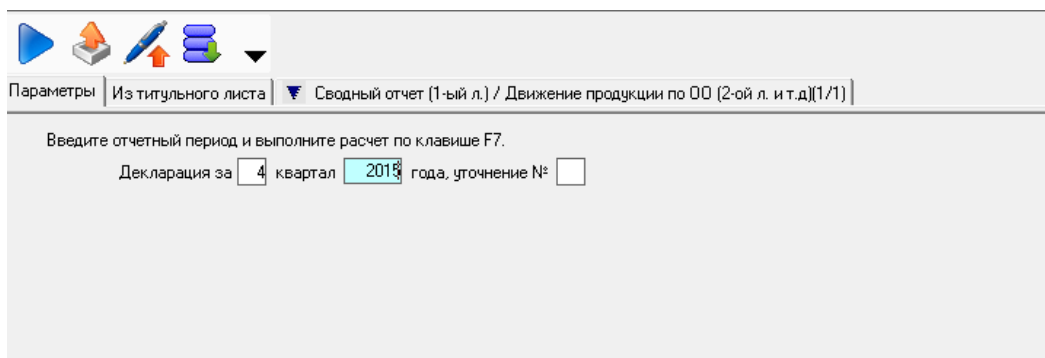 Параметры Из титульного листа Сводный отчет (1-ый л.) / Движение продукции по ОО (2-ой л. и т.д)(1/1)
Введите отчетный период и выполните расчет по клавише F7.
Декларация за 4 квартал 2015 года, уточнение №